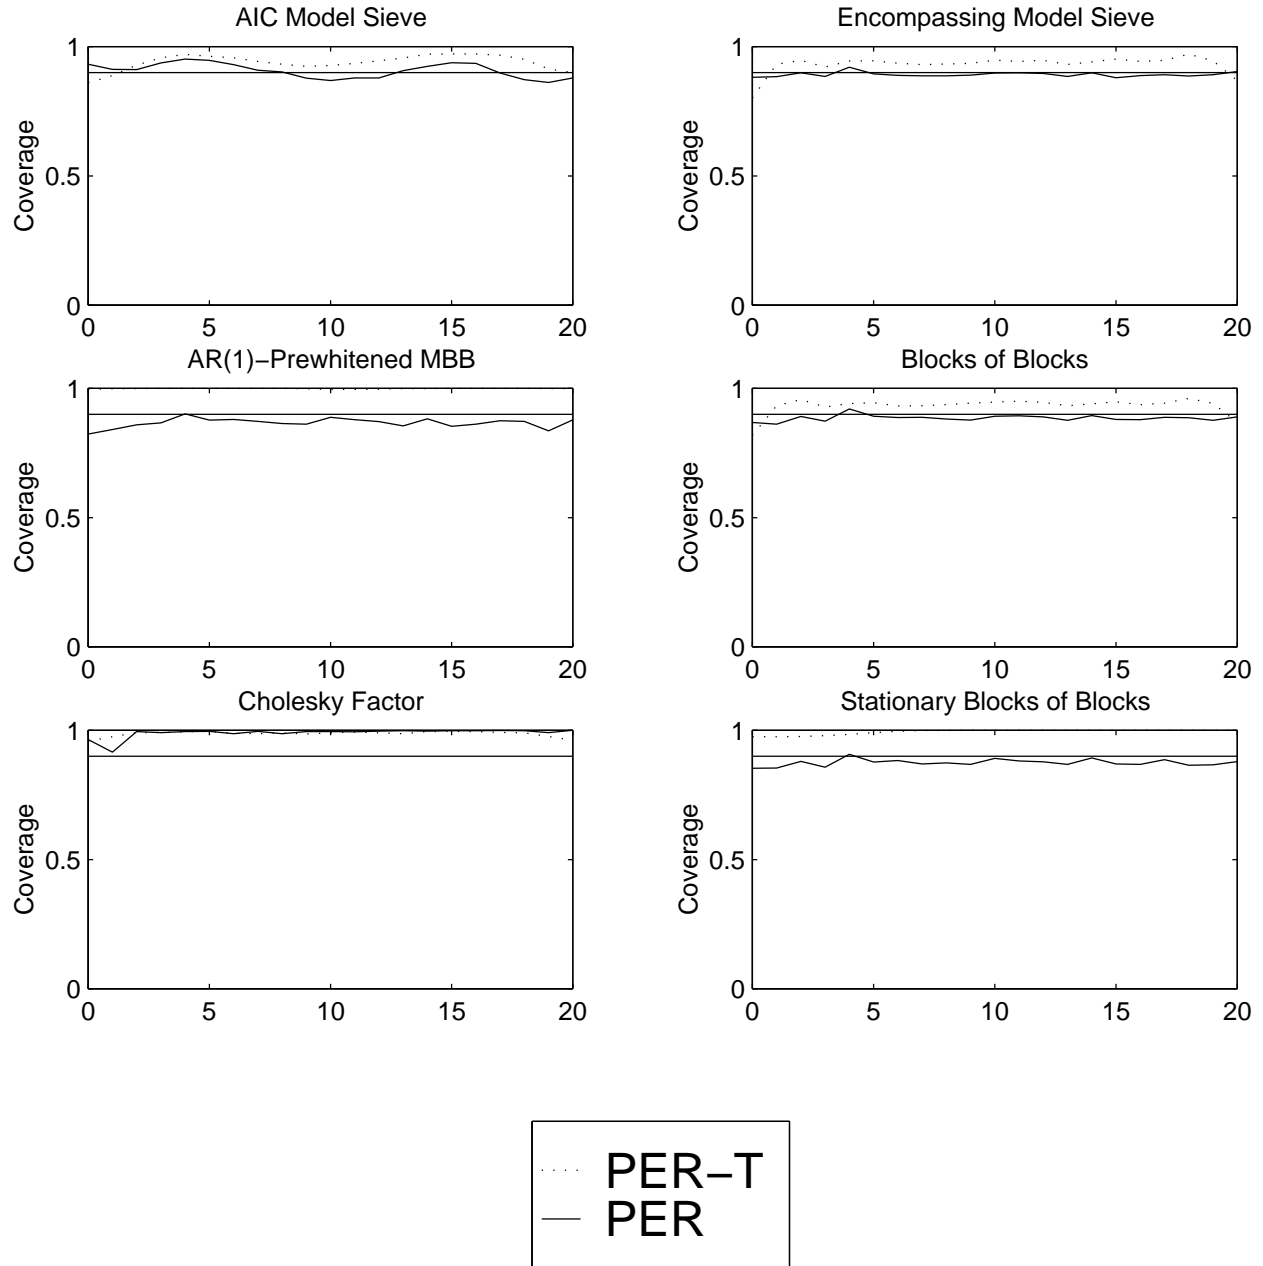 AIC Model Sieve
1
0.5
0
Coverage
0 5 10 15 20
Encompassing Model Sieve
1
0.5
0
Coverage
0 5 10 15 20
AR(1)−Prewhitened MBB
1
0.5
0
Coverage
0 5 10 15 20
Blocks of Blocks
1
0.5
0
Coverage
0 5 10 15 20
Cholesky Factor
1
0.5
0
Coverage
0 5 10 15 20
Stationary Blocks of Blocks
1
0.5
0
Coverage
0 5 10 15 20
PER−T
PER